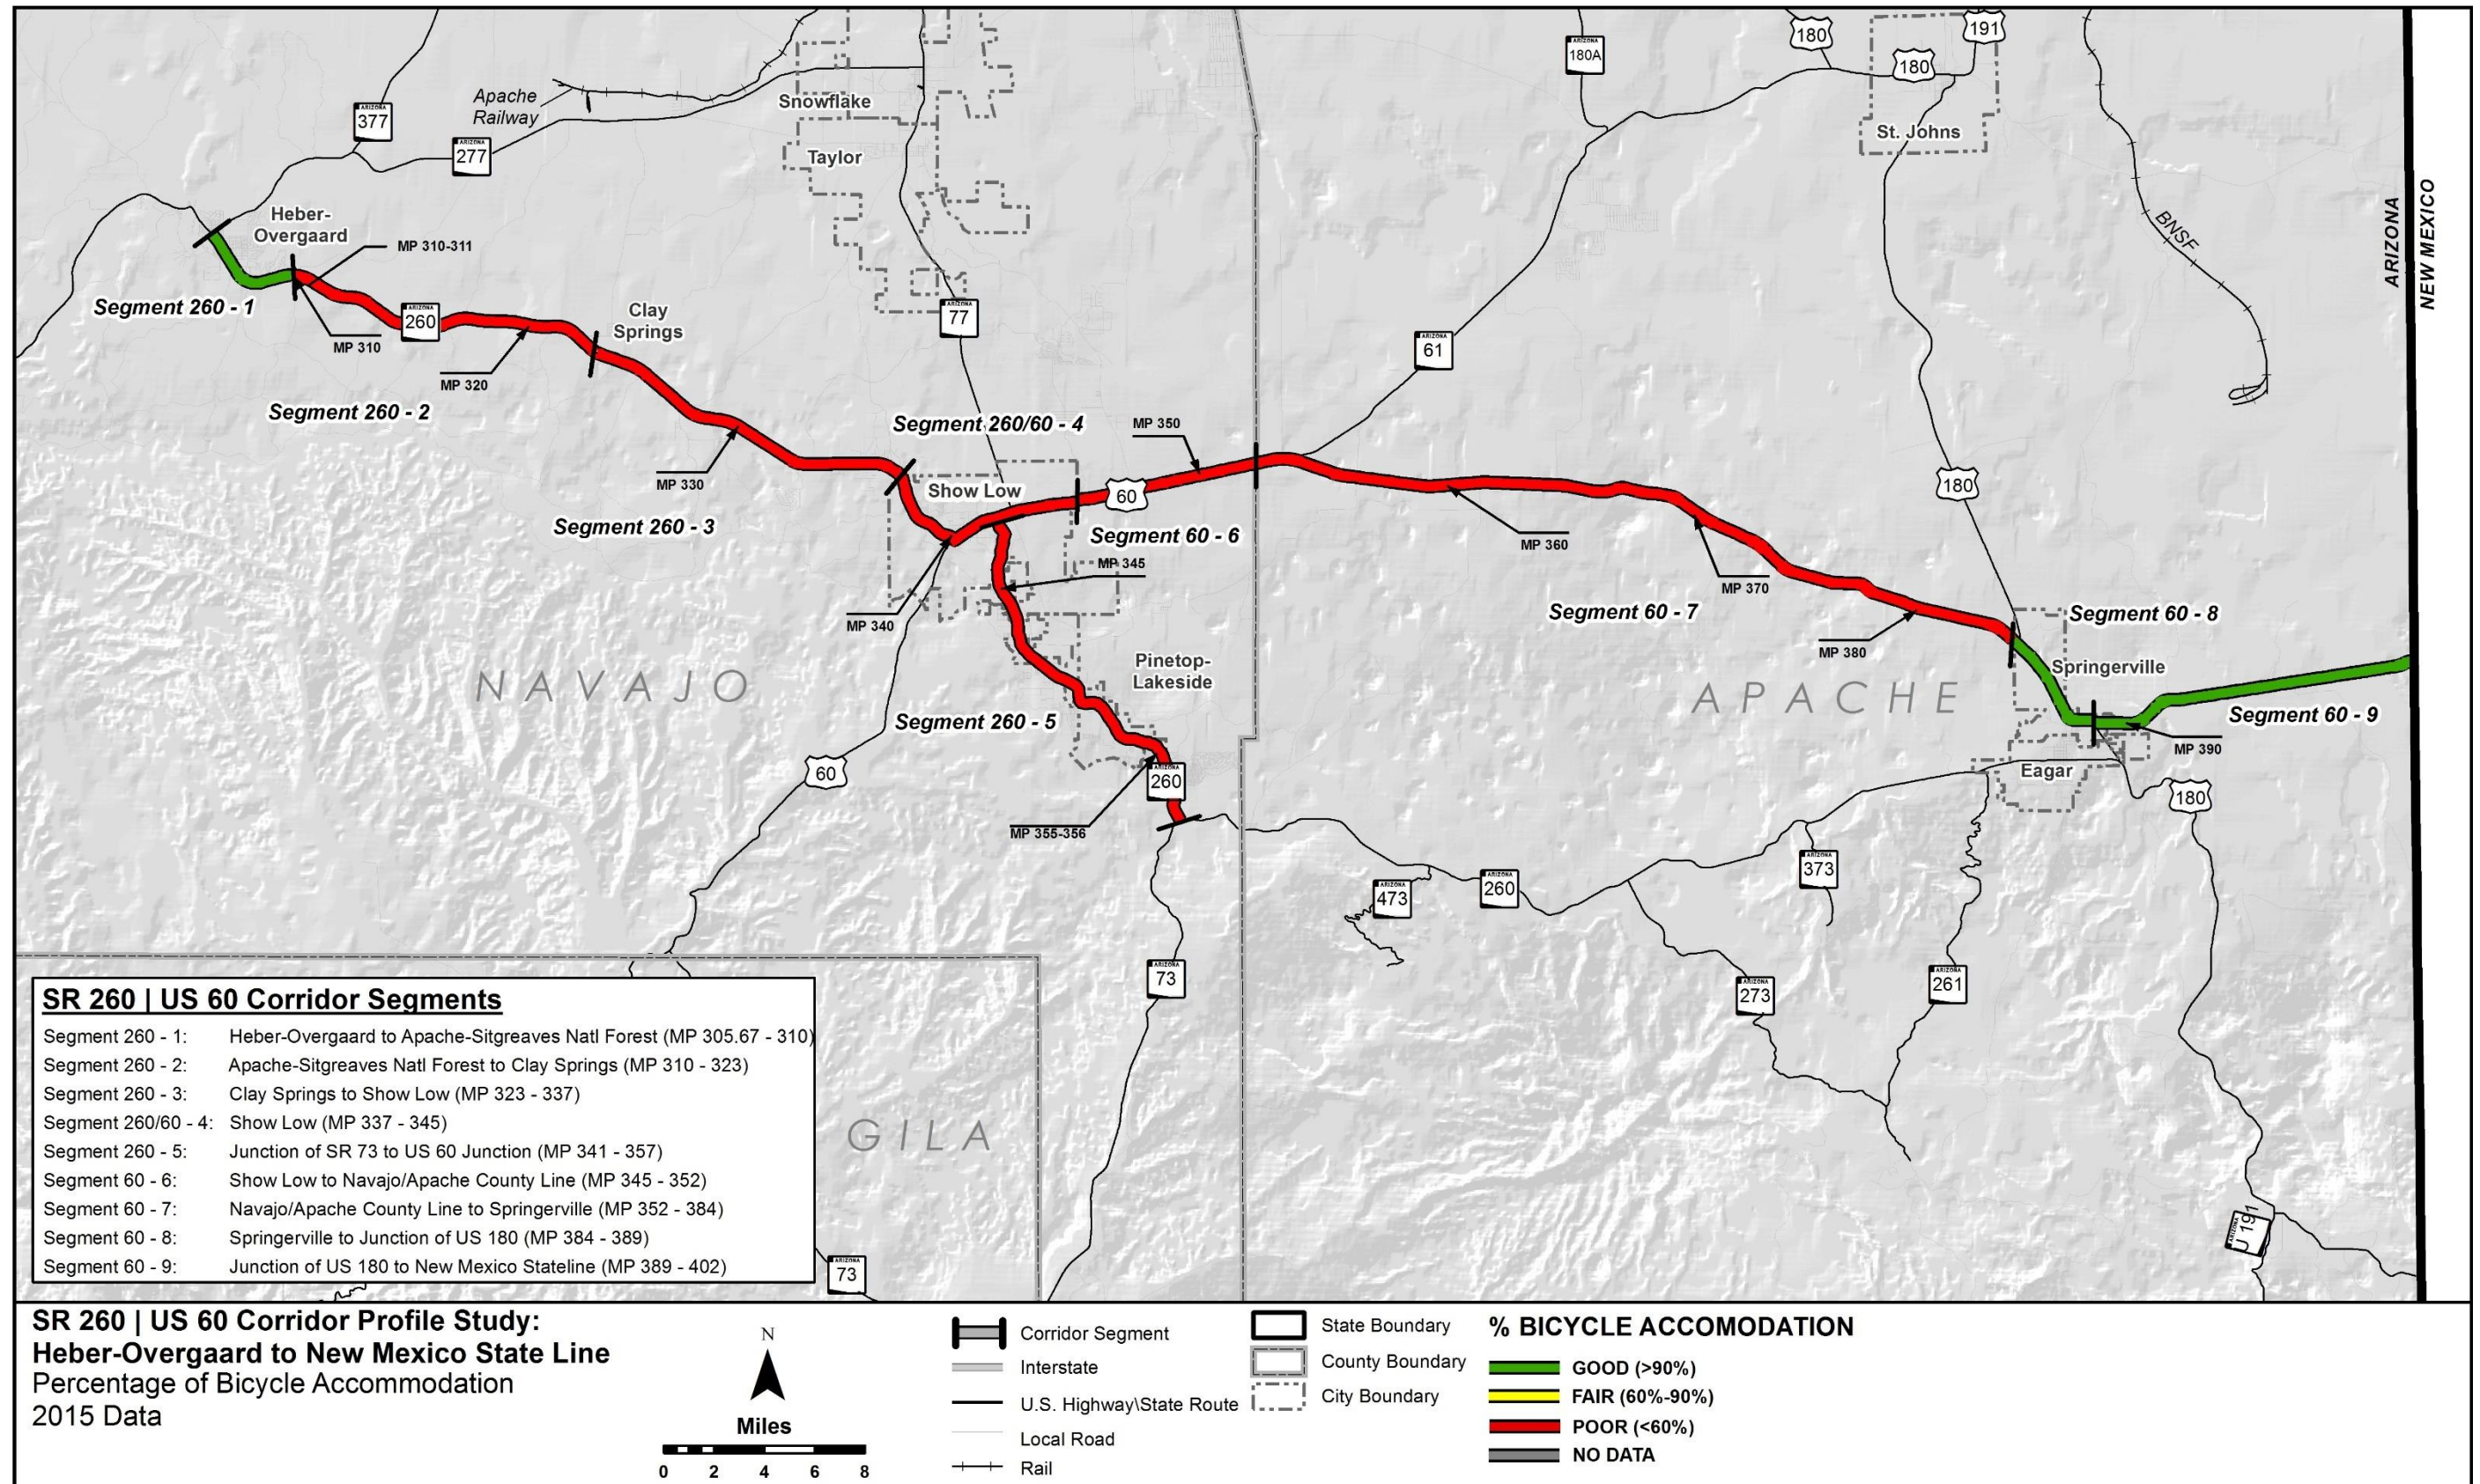 180A
180
191
180
377
Apache
Railway
277
Snowflake
Taylor
St. Johns
BNSF
ARIZONA
NEW MEXICO
Heber-
Overgaard
MP 310-311
Segment 260 - 1
260
MP 310
MP 320
Clay
Springs
77
61
Segment 260 - 2
Segment 260/60 - 4
MP 350
MP 330
Show Low
60
180
Segment 260 - 3
Segment 60 - 6
MP 360
MP 345
MP 370
MP 340
Segment 60 - 7
Segment 60 - 8
MP 380
Pinetop-
Lakeside
Springerville
NAVAJO
APACHE
Segment 260 - 5
Segment 60 - 9
MP 390
60
260
Eagar
180
MP 355-356
473
260
373
73
273
261
GILA
U 191
73
SR 260 | US 60 Corridor Segments
Segment 260 - 1: Heber-Overgaard to Apache-Sitgreaves Natl Forest (MP 305.67 - 310)
Segment 260 - 2: Apache-Sitgreaves Natl Forest to Clay Springs (MP 310 - 323)
Segment 260 - 3: Clay Springs to Show Low (MP 323 - 337)
Segment 260/60 - 4: Show Low (MP 337 - 345)
Segment 260 - 5: Junction of SR 73 to US 60 Junction (MP 341 - 357)
Segment 60 - 6: Show Low to Navajo/Apache County Line (MP 345 - 352)
Segment 60 - 7: Navajo/Apache County Line to Springerville (MP 352 - 384)
Segment 60 - 8: Springerville to Junction of US 180 (MP 384 - 389)
Segment 60 - 9: Junction of US 180 to New Mexico Stateline (MP 389 - 402)
SR 260 | US 60 Corridor Profile Study:
Heber-Overgaard to New Mexico State Line
Percentage of Bicycle Accommodation
2015 Data
N
Miles
0 2 4 6 8
Corridor Segment
Interstate
U.S. Highway\State Route
Local Road
Rail
State Boundary
County Boundary
City Boundary
% BICYCLE ACCOMODATION
GOOD (>90%)
FAIR (60%-90%)
POOR (<60%)
NO DATA